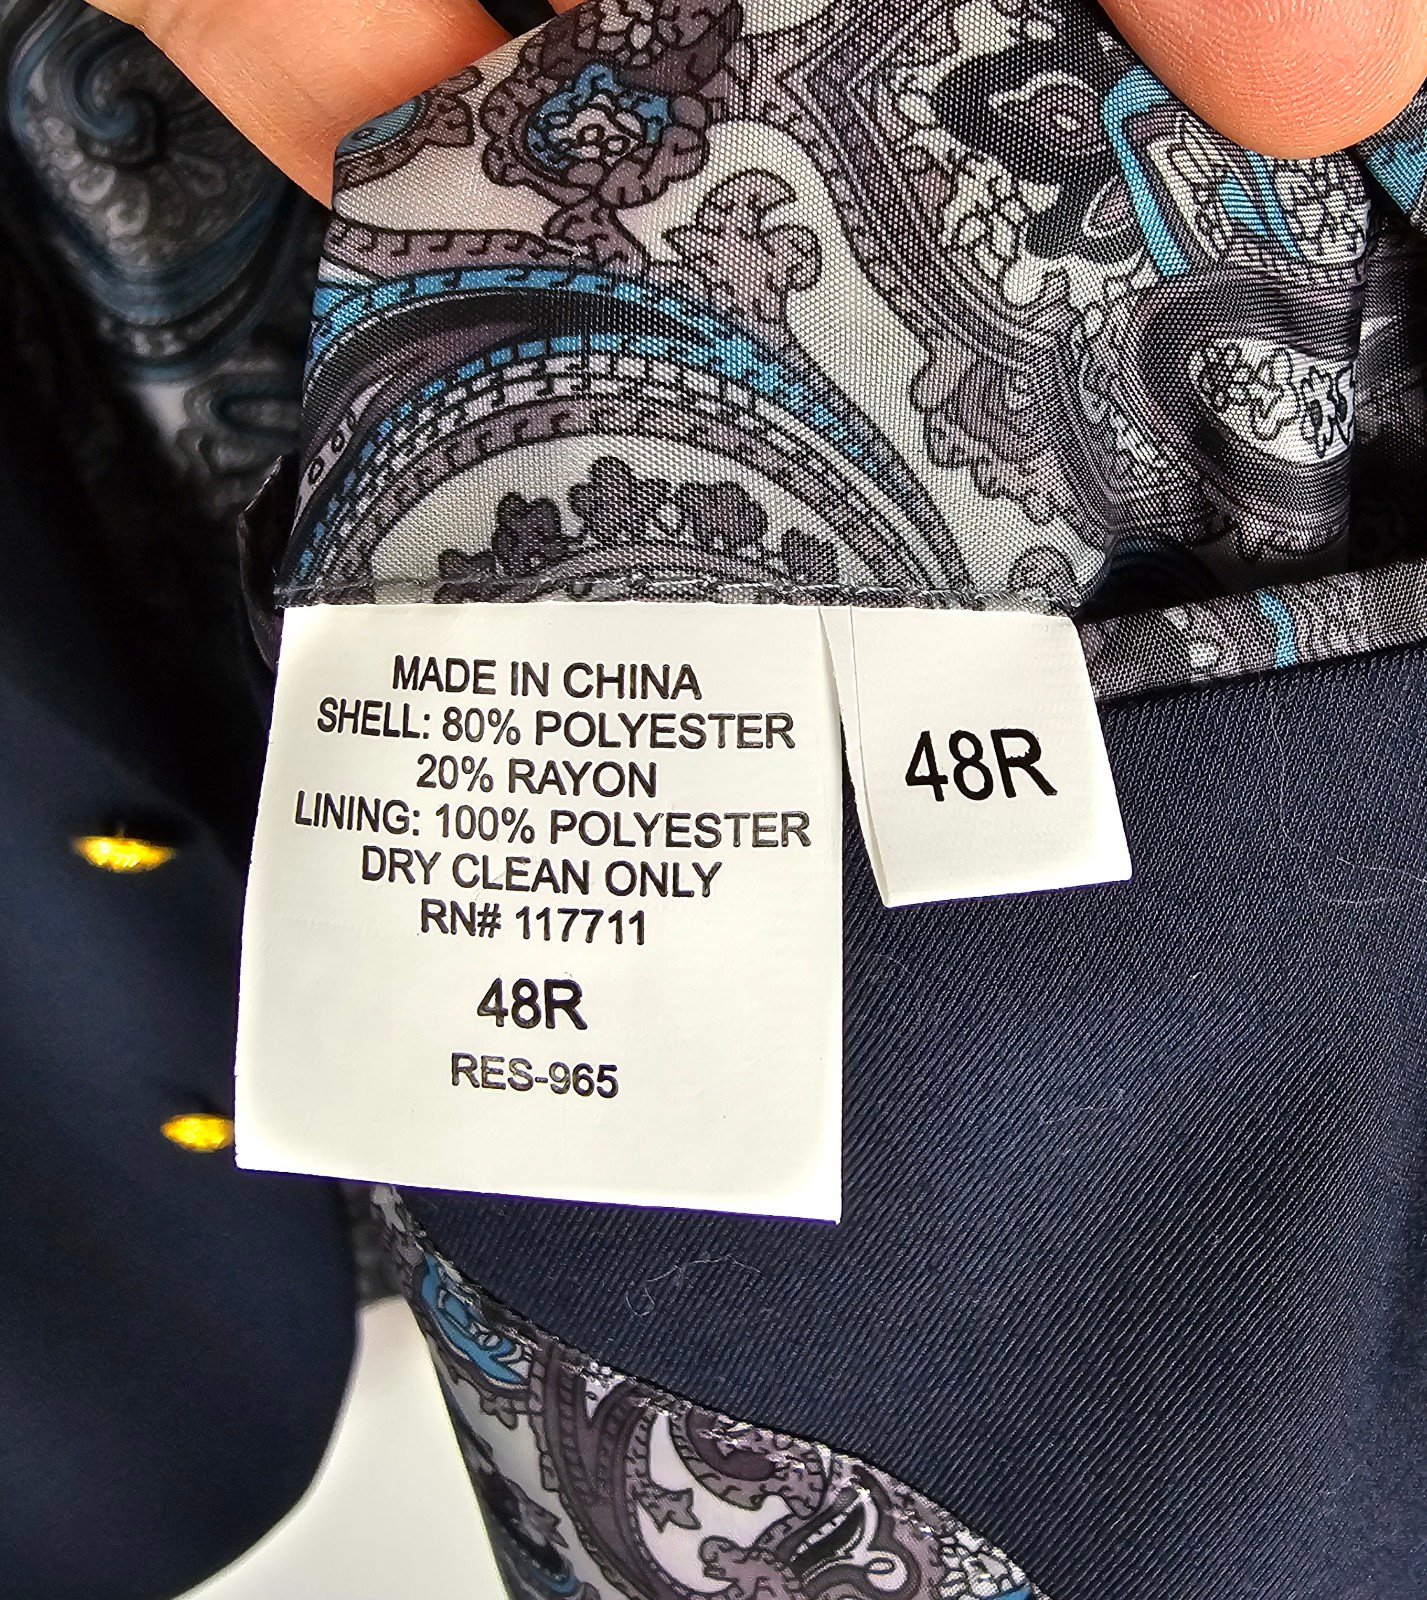 MADE IN CHINA
SHELL: 80% POLYESTER
20% RAYON
LINING: 100% POLYESTER
DRY CLEAN ONLY
RN# 117711
48R
RES-965
48R